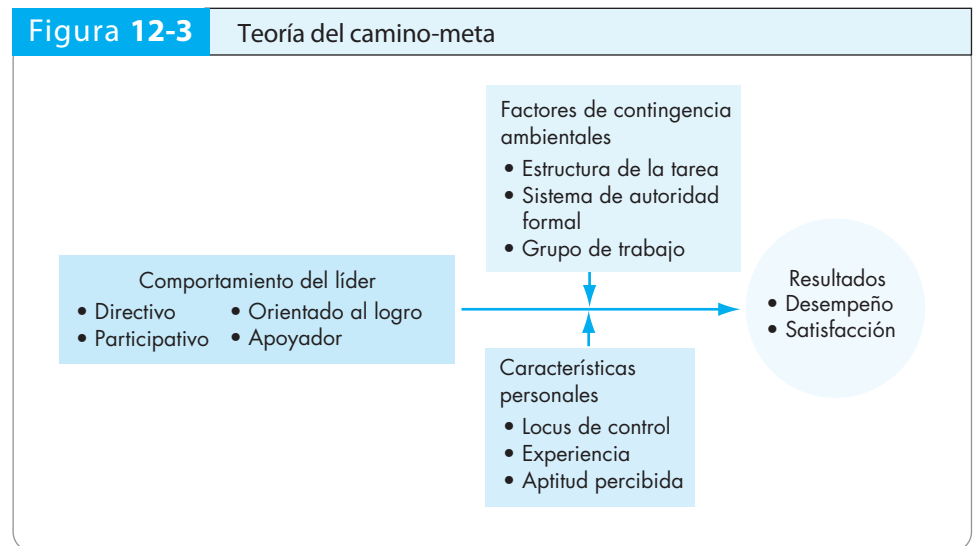 Figura 12-3
Teoría del camino-meta
Factores de contingencia
ambientales
• Estructura de la tarea
• Sistema de autoridad
formal
• Grupo de trabajo
Comportamiento del líder
• Directivo • Orientado al logro
• Participativo • Apoyador
Resultados
• Desempeño
• Satisfacción
Características
personales
• Locus de control
• Experiencia
• Aptitud percibida